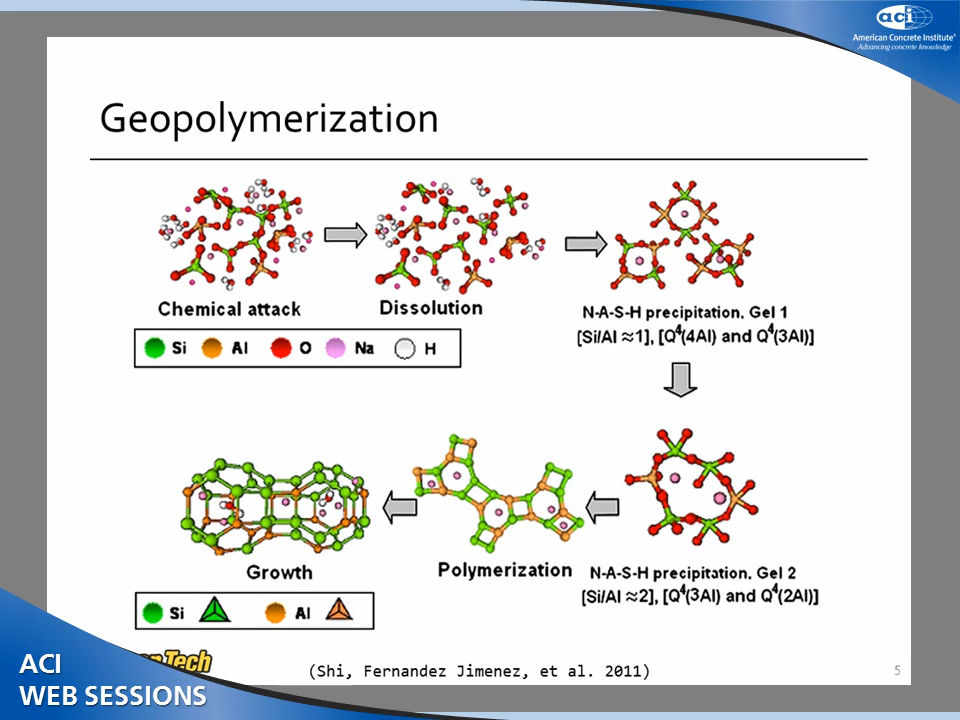 aci
American Concrete Institute®
Advancing concrete knowledge
Geopolymerization
Chemical attack
Dissolution
N-A-S-H precipitation. Gel 1
[Si/Al ≈1], [Q⁴(4Al) and Q⁴(3Al)]
Si Al O Na H
Growth
Polymerization
N-A-S-H precipitation. Gel 2
[Si/Al ≈2], [Q⁴(3Al) and Q⁴(2Al)]
Si Al
Tech
(Shi, Fernandez Jimenez, et al. 2011)
5
ACI
WEB SESSIONS